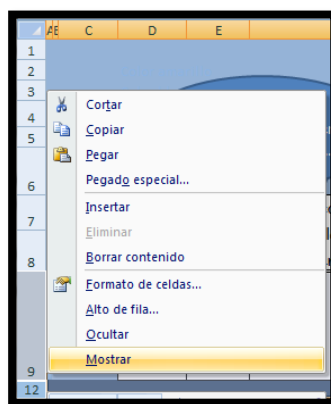 A B C D E
1
2
3
4
5
6
7
8
9
12
Cortar
Copiar
Pegar
Pegado especial...
Insertar
Eliminar
Borrar contenido
Formato de celdas...
Alto de fila...
Ocultar
Mostrar